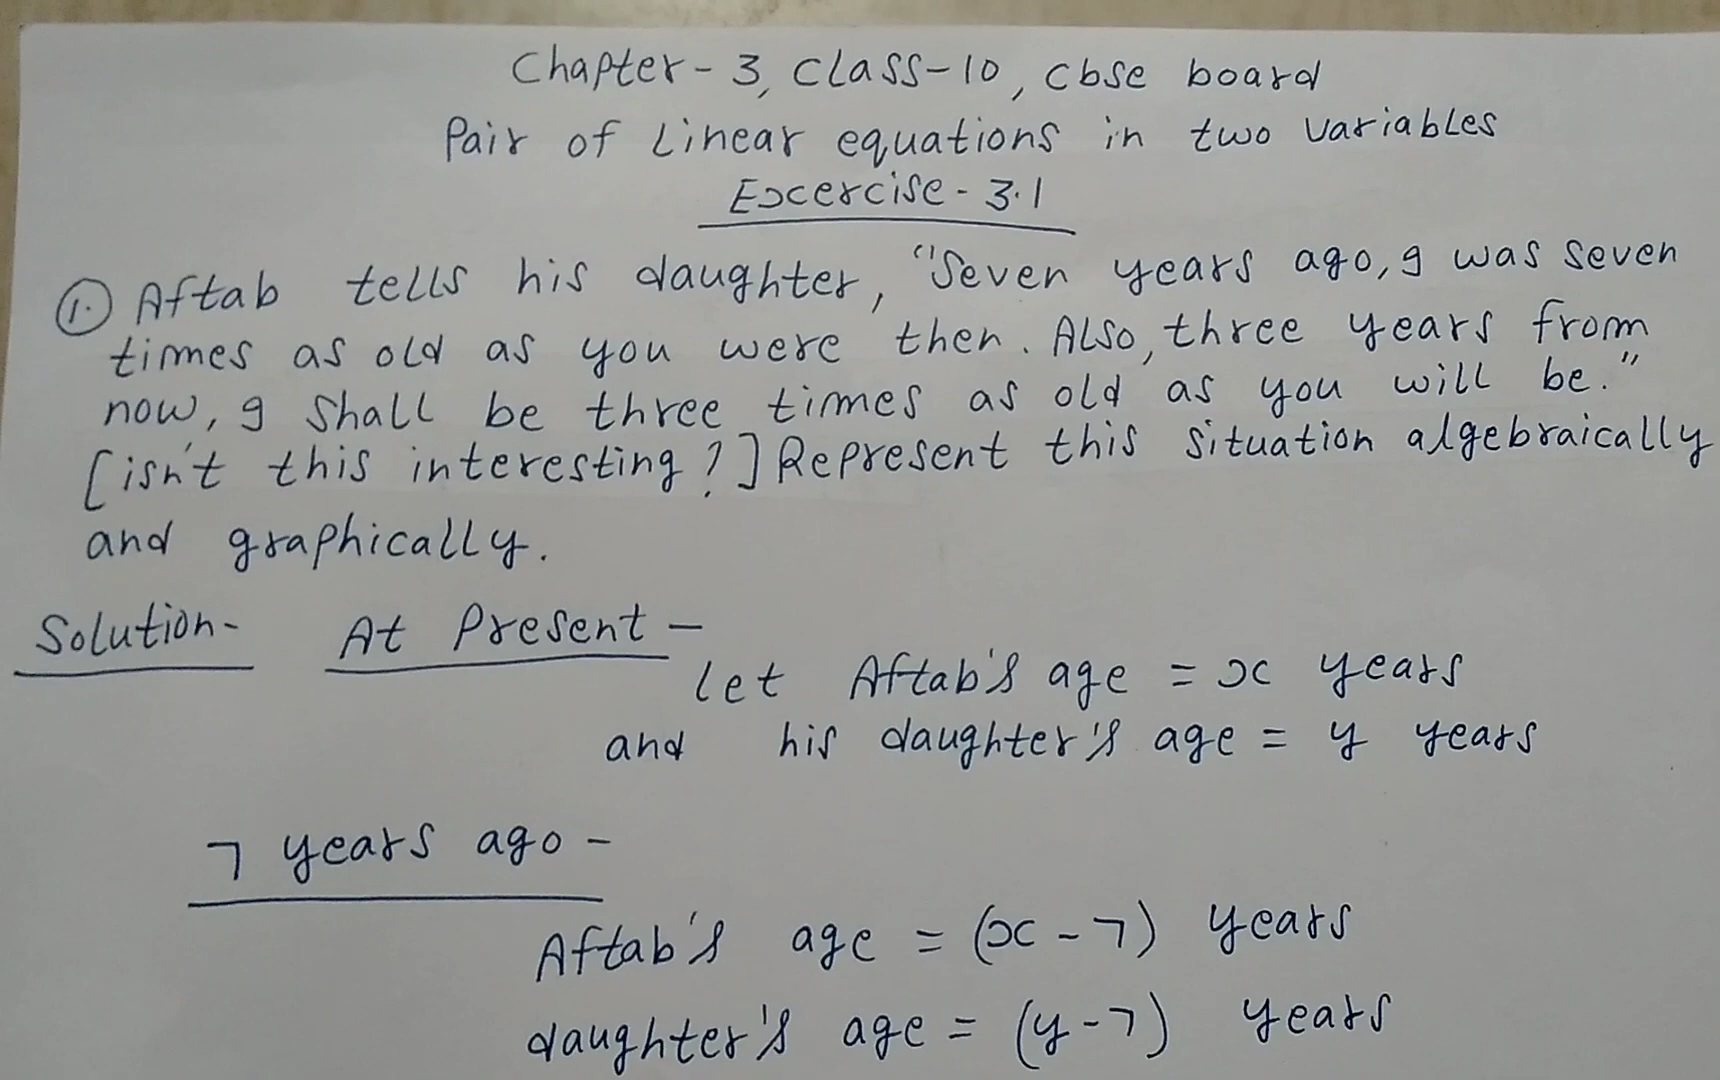 Chapter-3, Class-10, Cbse board
Pair of Linear equations in two variables
Excercise-3.1
1. Aftab tells his daughter, "Seven years ago, I was seven
times as old as you were then. Also, three years from
now, I shall be three times as old as you will be."
[isn't this interesting?] Represent this situation algebraically
and graphically.
Solution- At Present -
let Aftab's age = x years
and his daughter's age = y years
7 years ago -
Aftab's age = (x-7) years
daughter's age = (y-7) years